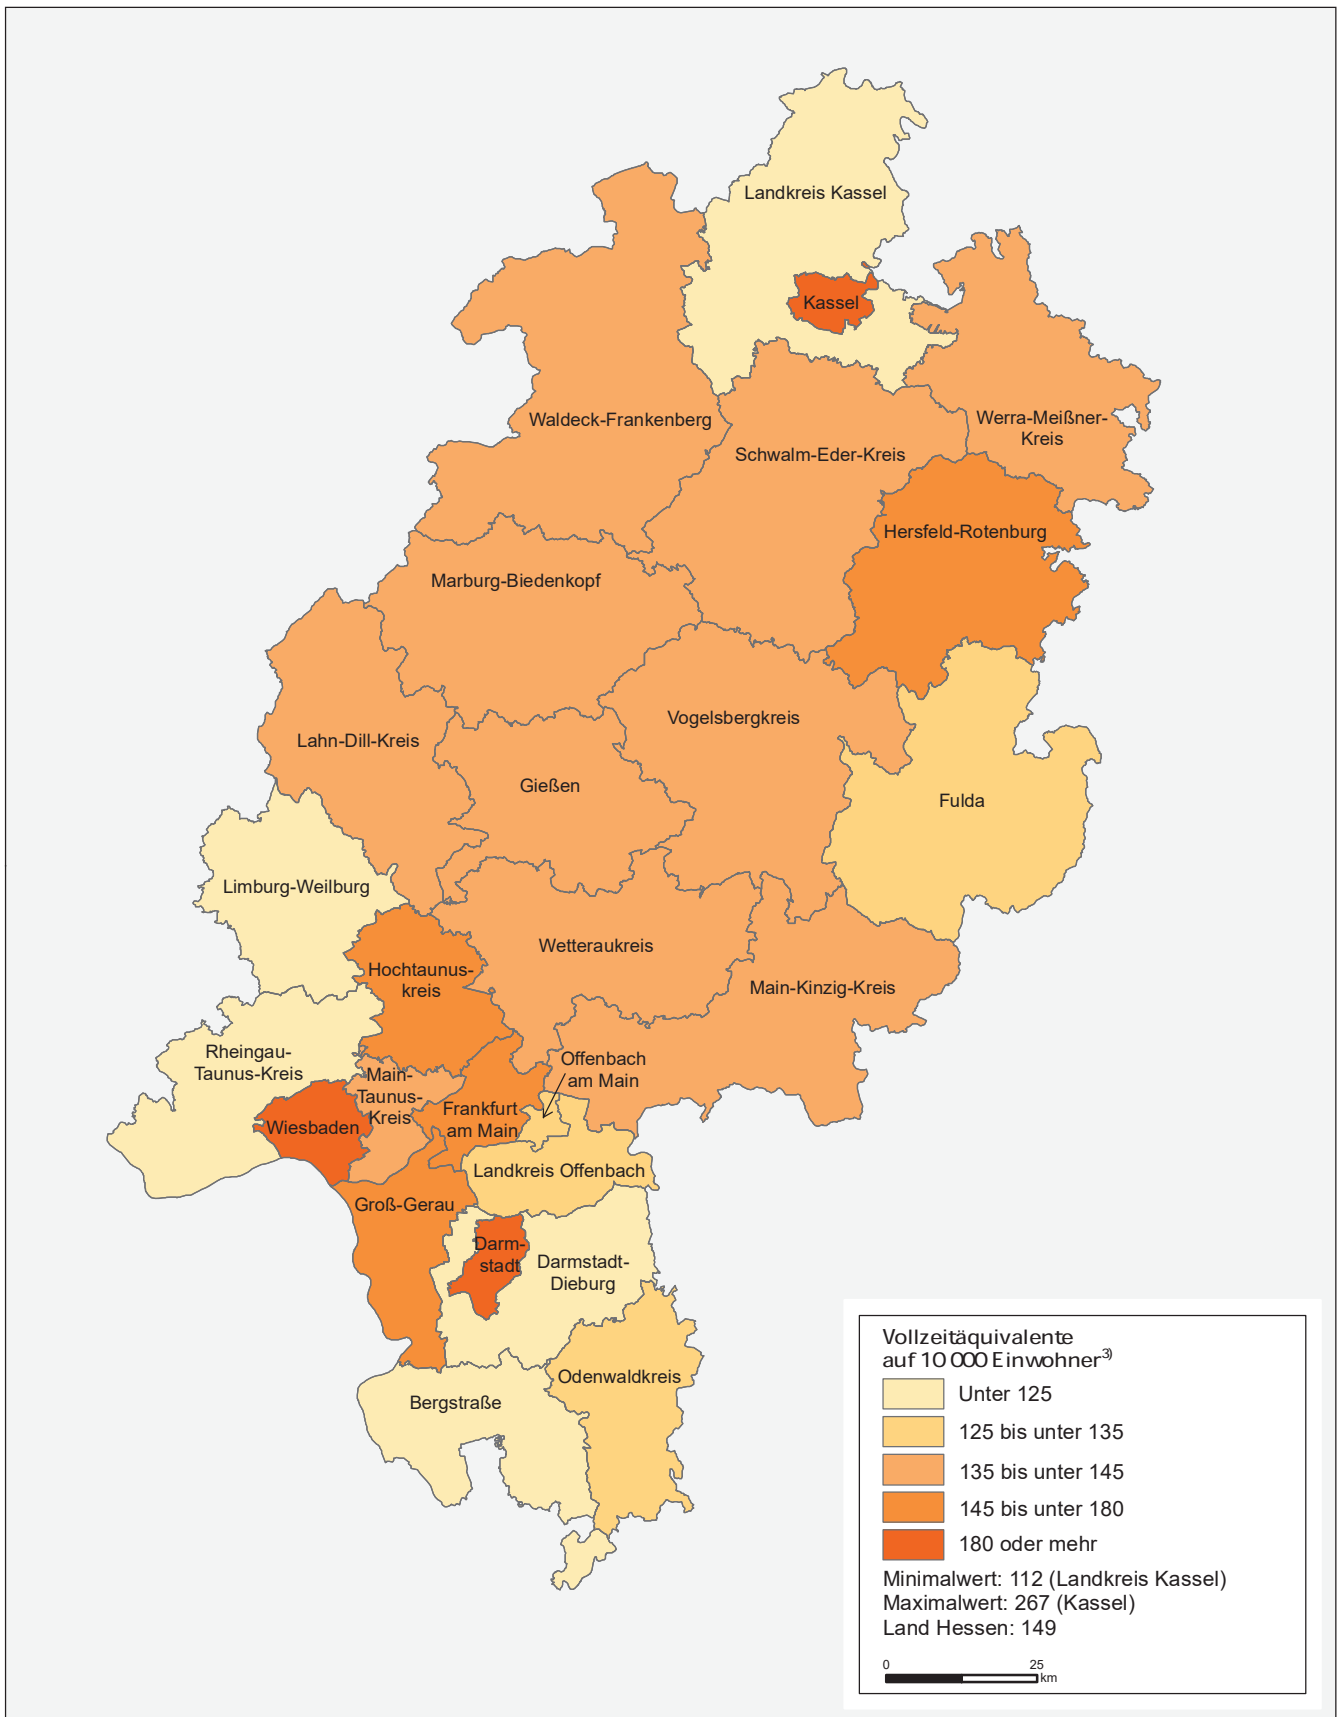 Landkreis Kassel
Kassel
Waldeck-Frankenberg
Werra-Meißner-
Kreis
Schwalm-Eder-Kreis
Hersfeld-Rotenburg
Marburg-Biedenkopf
Vogelsbergkreis
Lahn-Dill-Kreis
Gießen
Fulda
Limburg-Weilburg
Wetteraukreis
Hochtaunus-
kreis
Main-Kinzig-Kreis
Rheingau-
Taunus-Kreis
Offenbach
am Main
Main-
Taunus-
Kreis
Frankfurt
am Main
Wiesbaden
Landkreis Offenbach
Groß-Gerau
Darm-
stadt
Darmstadt-
Dieburg
Odenwaldkreis
Bergstraße
Vollzeitäquivalente
auf 10 000 Einwohner³⁾
Unter 125
125 bis unter 135
135 bis unter 145
145 bis unter 180
180 oder mehr
Minimalwert: 112 (Landkreis Kassel)
Maximalwert: 267 (Kassel)
Land Hessen: 149
0 25
km